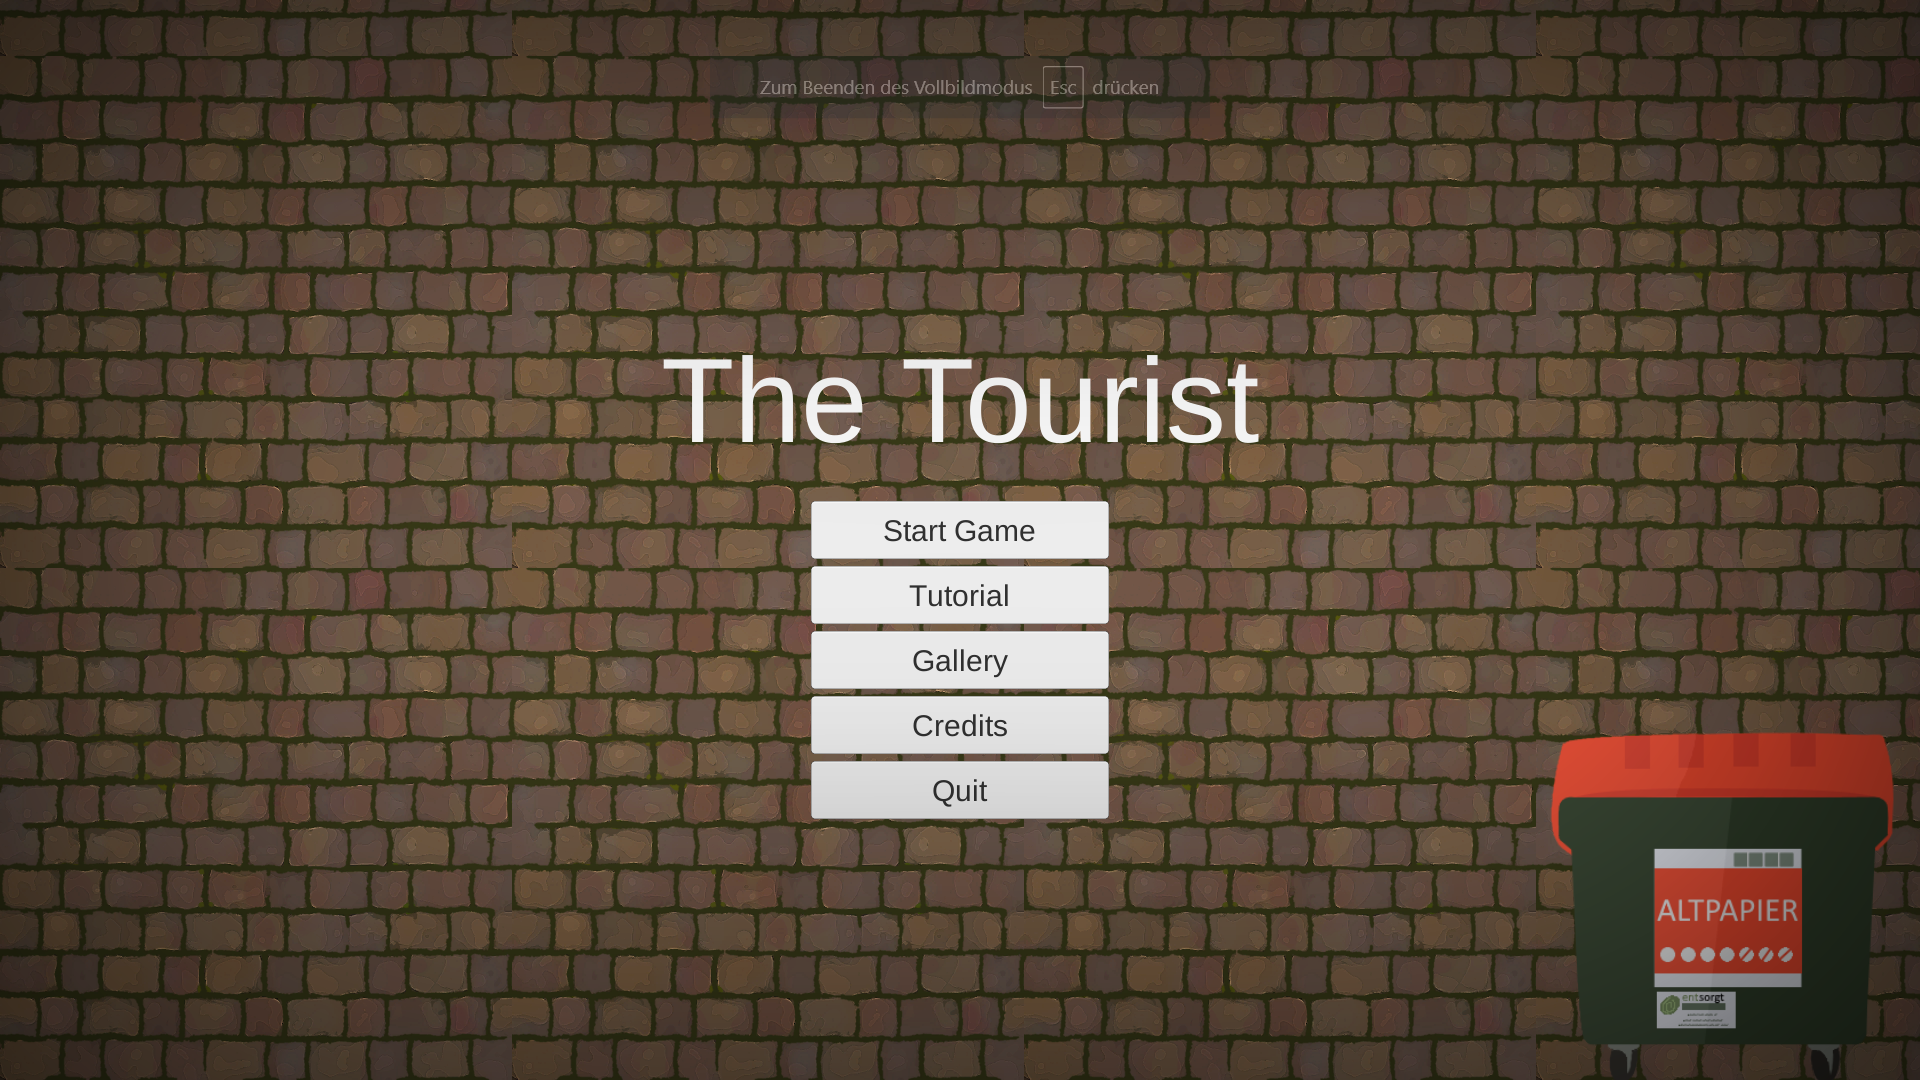 Zum Beenden des Vollbildmodus Esc drücken
The Tourist
Start Game
Tutorial
Gallery
Credits
Quit
ALTPAPIER
entsorgt